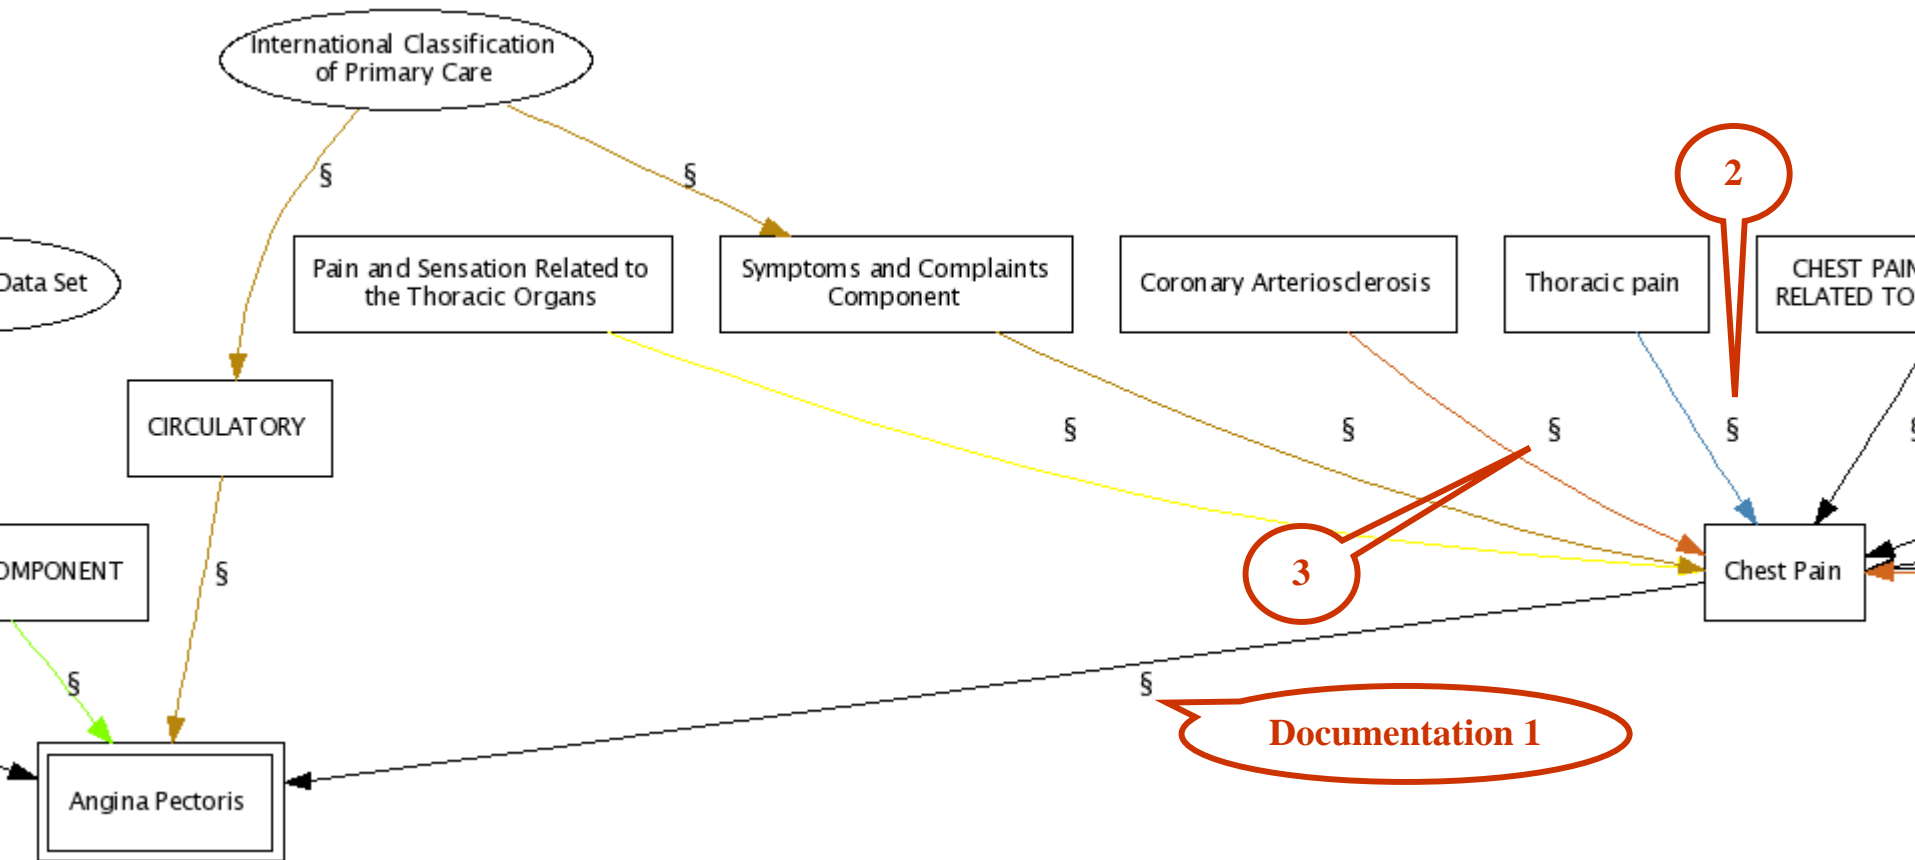 International Classification
of Primary Care
§
§
2
Data Set
Pain and Sensation Related to
the Thoracic Organs
Symptoms and Complaints
Component
Coronary Arteriosclerosis
Thoracic pain
CHEST PAIN
RELATED TO
CIRCULATORY
§
§
§
§
§
OMPONENT
§
3
Chest Pain
§
§
Documentation 1
Angina Pectoris